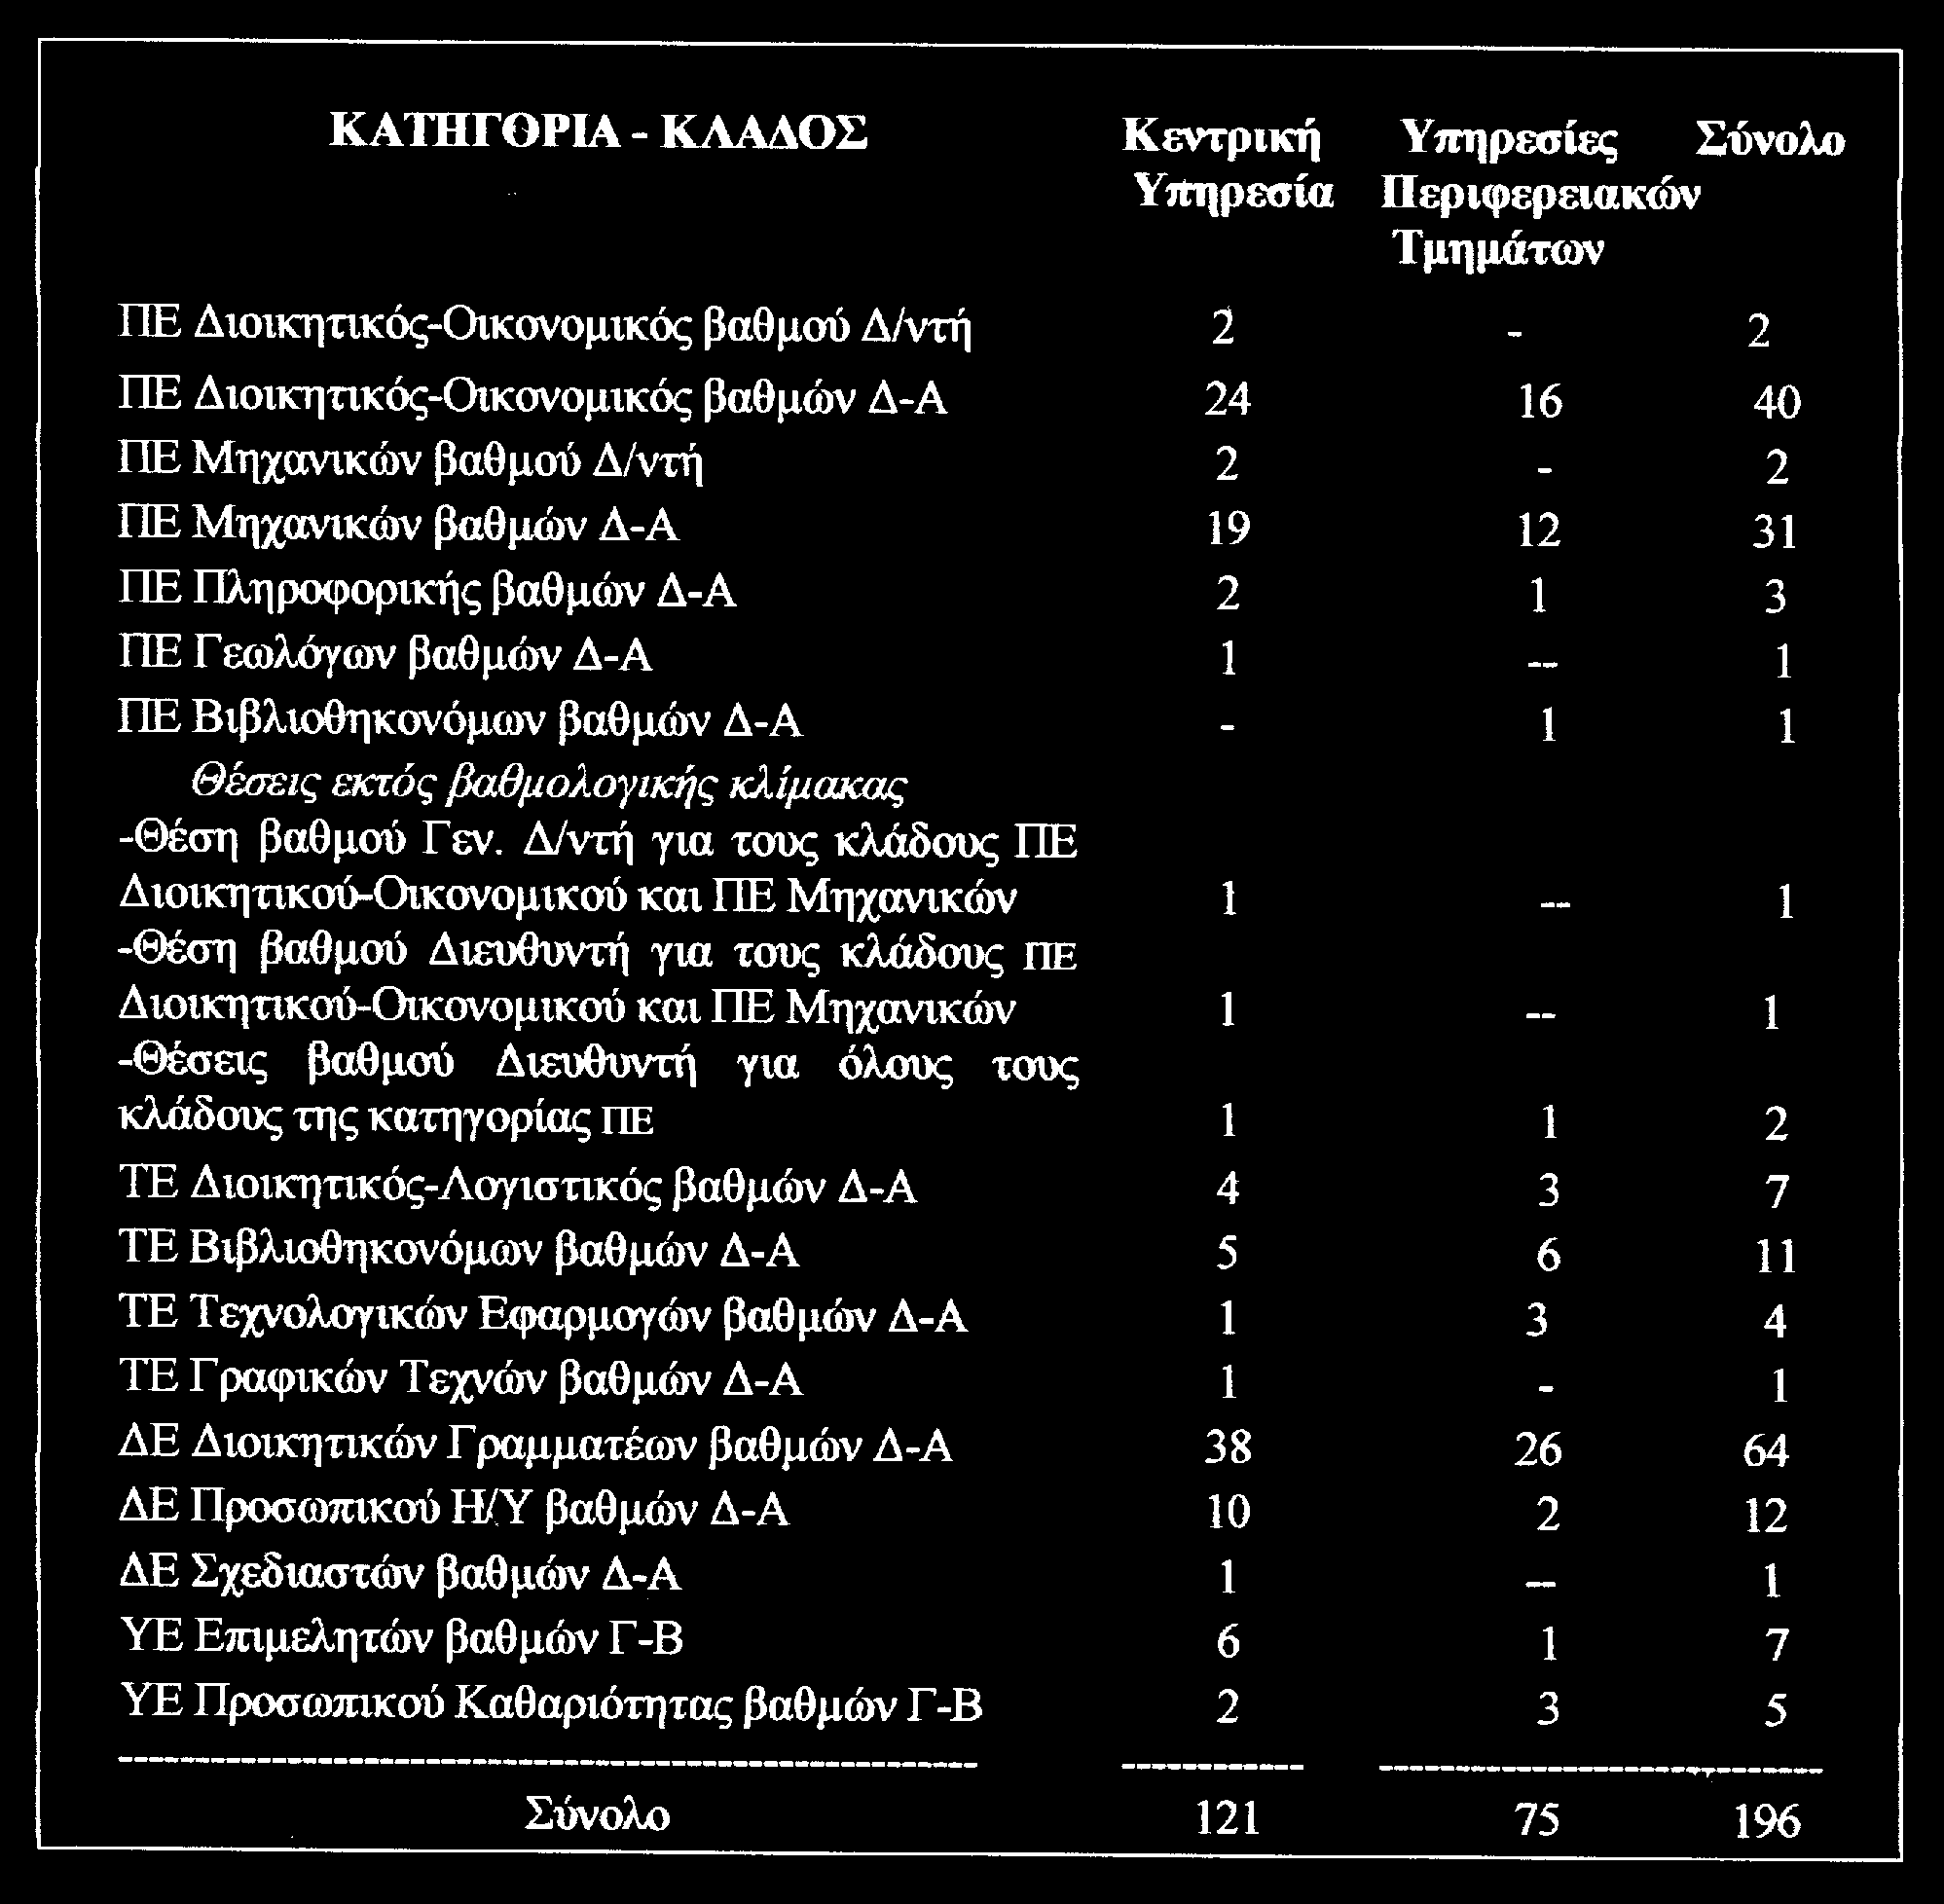 ΚΑΤΗΓΟΡΙΑ - ΚΛΑΔΟΣ Κεντρική Υπηρεσίες Σύνολο
Υπηρεσία Περιφερειακών
Τμημάτων
ΠΕ Διοικητικός-Οικονομικός βαθμού Δ/ντή 2 - 2
ΠΕ Διοικητικός-Οικονομικός βαθμών Δ-Α 24 16 40
ΠΕ Μηχανικών βαθμού Δ/ντή 2 - 2
ΠΕ Μηχανικών βαθμών Δ-Α 19 12 31
ΠΕ Πληροφορικής βαθμών Δ-Α 2 1 3
ΠΕ Γεωλόγων βαθμών Δ-Α 1 -- 1
ΠΕ Βιβλιοθηκονόμων βαθμών Δ-Α - 1 1
Θέσεις εκτός βαθμολογικής κλίμακας
-Θέση βαθμού Γεν. Δ/ντή για τους κλάδους ΠΕ
Διοικητικού-Οικονομικού και ΠΕ Μηχανικών 1 -- 1
-Θέση βαθμού Διευθυντή για τους κλάδους ΠΕ
Διοικητικού-Οικονομικού και ΠΕ Μηχανικών 1 -- 1
-Θέσεις βαθμού Διευθυντή για όλους τους
κλάδους της κατηγορίας ΠΕ 1 1 2
ΤΕ Διοικητικός-Λογιστικός βαθμών Δ-Α 4 3 7
ΤΕ Βιβλιοθηκονόμων βαθμών Δ-Α 5 6 11
ΤΕ Τεχνολογικών Εφαρμογών βαθμών Δ-Α 1 3 4
ΤΕ Γραφικών Τεχνών βαθμών Δ-Α 1 - 1
ΔΕ Διοικητικών Γραμματέων βαθμών Δ-Α 38 26 64
ΔΕ Προσωπικού Η/Υ βαθμών Δ-Α 10 2 12
ΔΕ Σχεδιαστών βαθμών Δ-Α 1 -- 1
ΥΕ Επιμελητών βαθμών Γ-Β 6 1 7
ΥΕ Προσωπικού Καθαριότητας βαθμών Γ-Β 2 3 5
Σύνολο 121 75 196